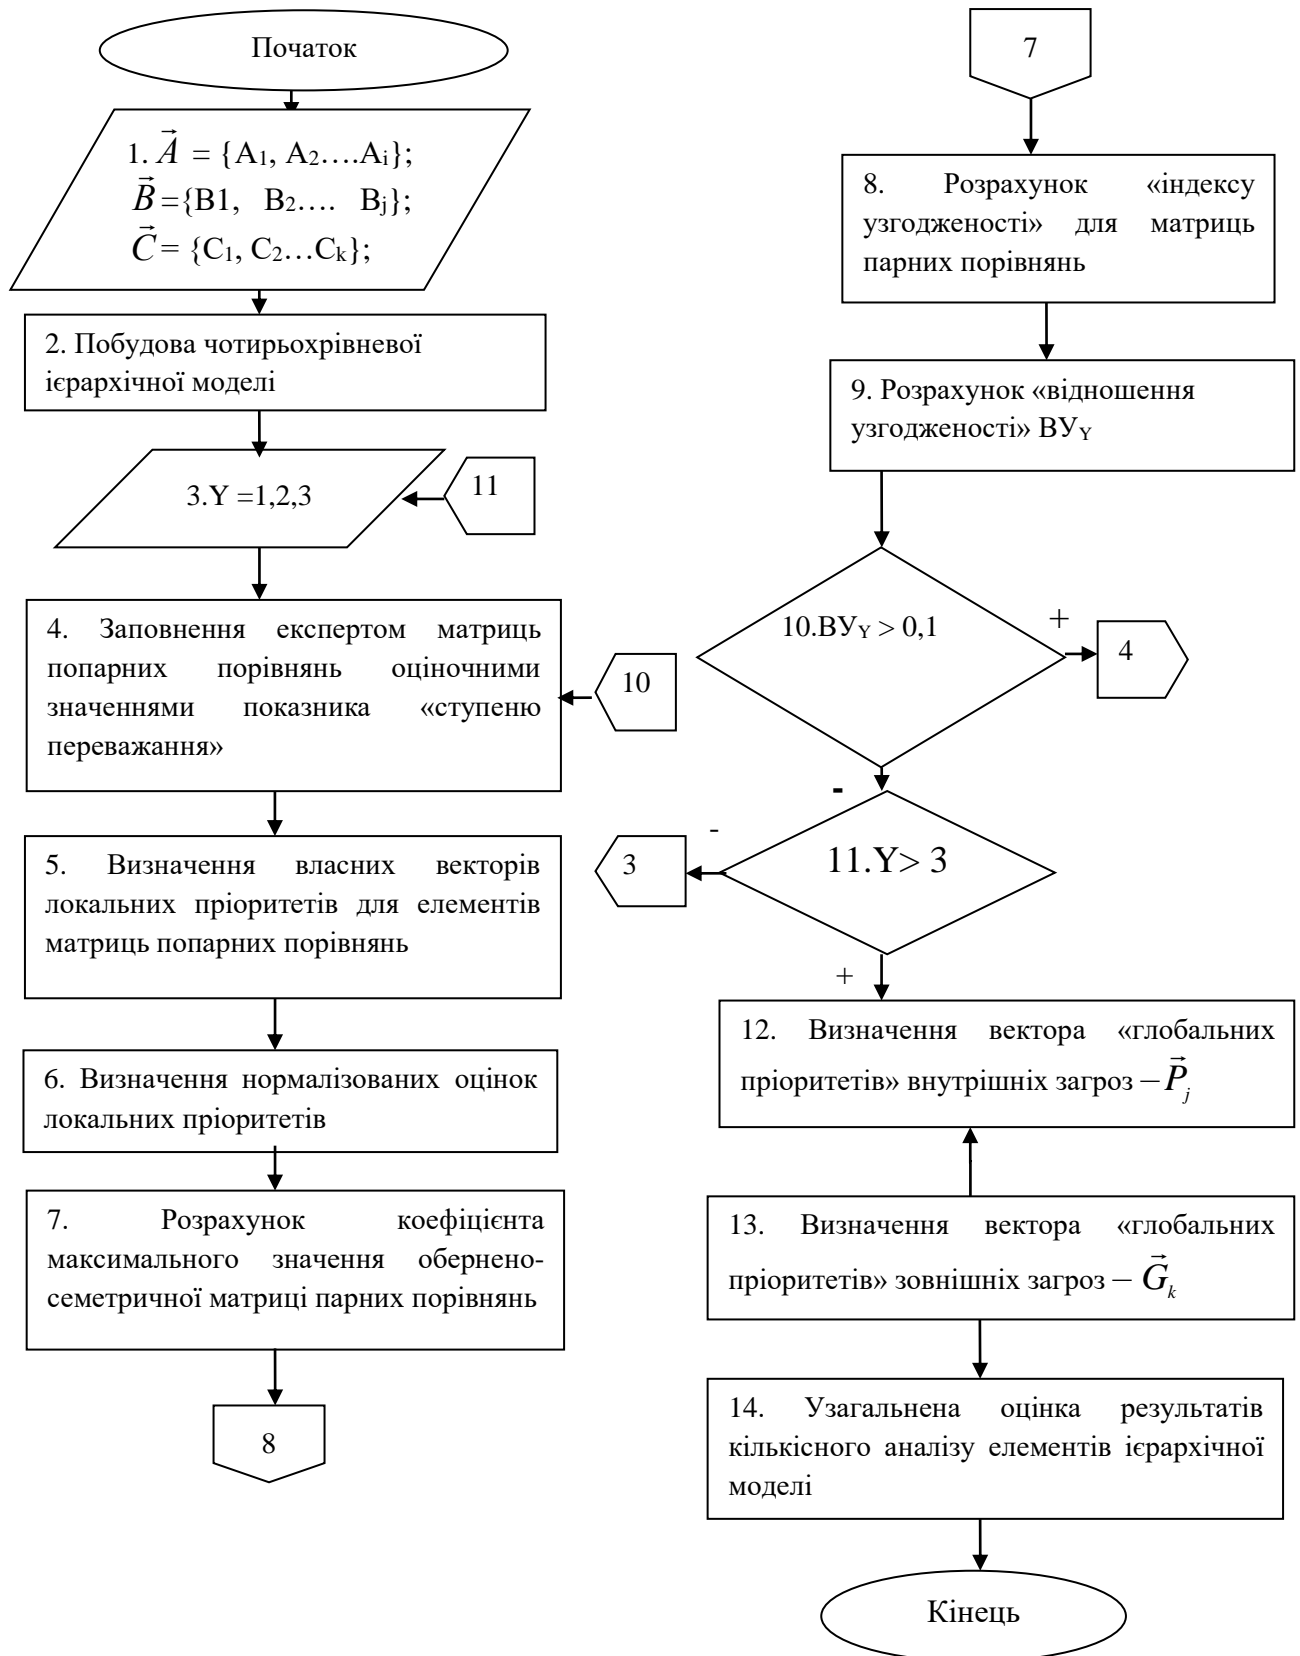 Початок
1. A⃗ = {A₁, A₂….Aᵢ};
B⃗ ={B1, B₂…. Bⱼ};
C⃗ = {C₁, C₂…Cₖ};
2. Побудова чотирьохрівневої
ієрархічної моделі
3.Y =1,2,3
11
4. Заповнення експертом матриць
попарних порівнянь оціночними
значеннями показника «ступеню
переважання»
10
5. Визначення власних векторів
локальних пріоритетів для елементів
матриць попарних порівнянь
6. Визначення нормалізованих оцінок
локальних пріоритетів
7. Розрахунок коефіцієнта
максимального значення обернено-
семетричної матриці парних порівнянь
8
7
8. Розрахунок «індексу
узгодженості» для матриць
парних порівнянь
9. Розрахунок «відношення
узгодженості» ВУ_Y
10.ВУ_Y > 0,1
+
4
-
11.Y> 3
-
3
+
12. Визначення вектора «глобальних
пріоритетів» внутрішніх загроз – P⃗ⱼ
13. Визначення вектора «глобальних
пріоритетів» зовнішніх загроз – G⃗ₖ
14. Узагальнена оцінка результатів
кількісного аналізу елементів ієрархічної
моделі
Кінець